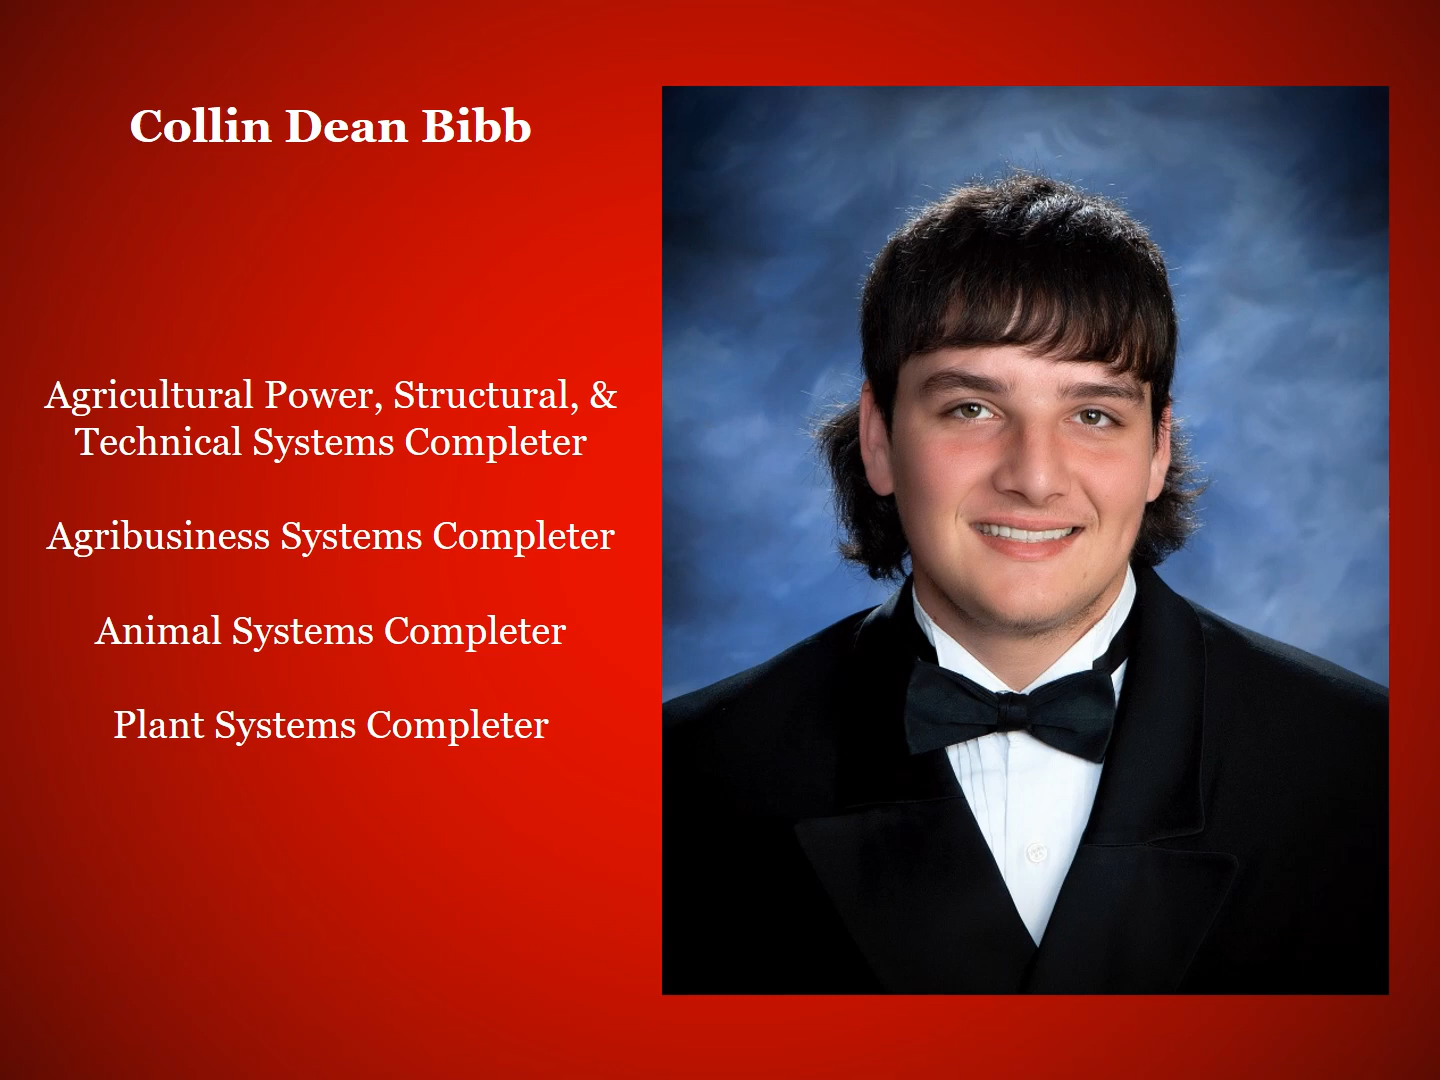 Collin Dean Bibb
Agricultural Power, Structural, &
Technical Systems Completer
Agribusiness Systems Completer
Animal Systems Completer
Plant Systems Completer